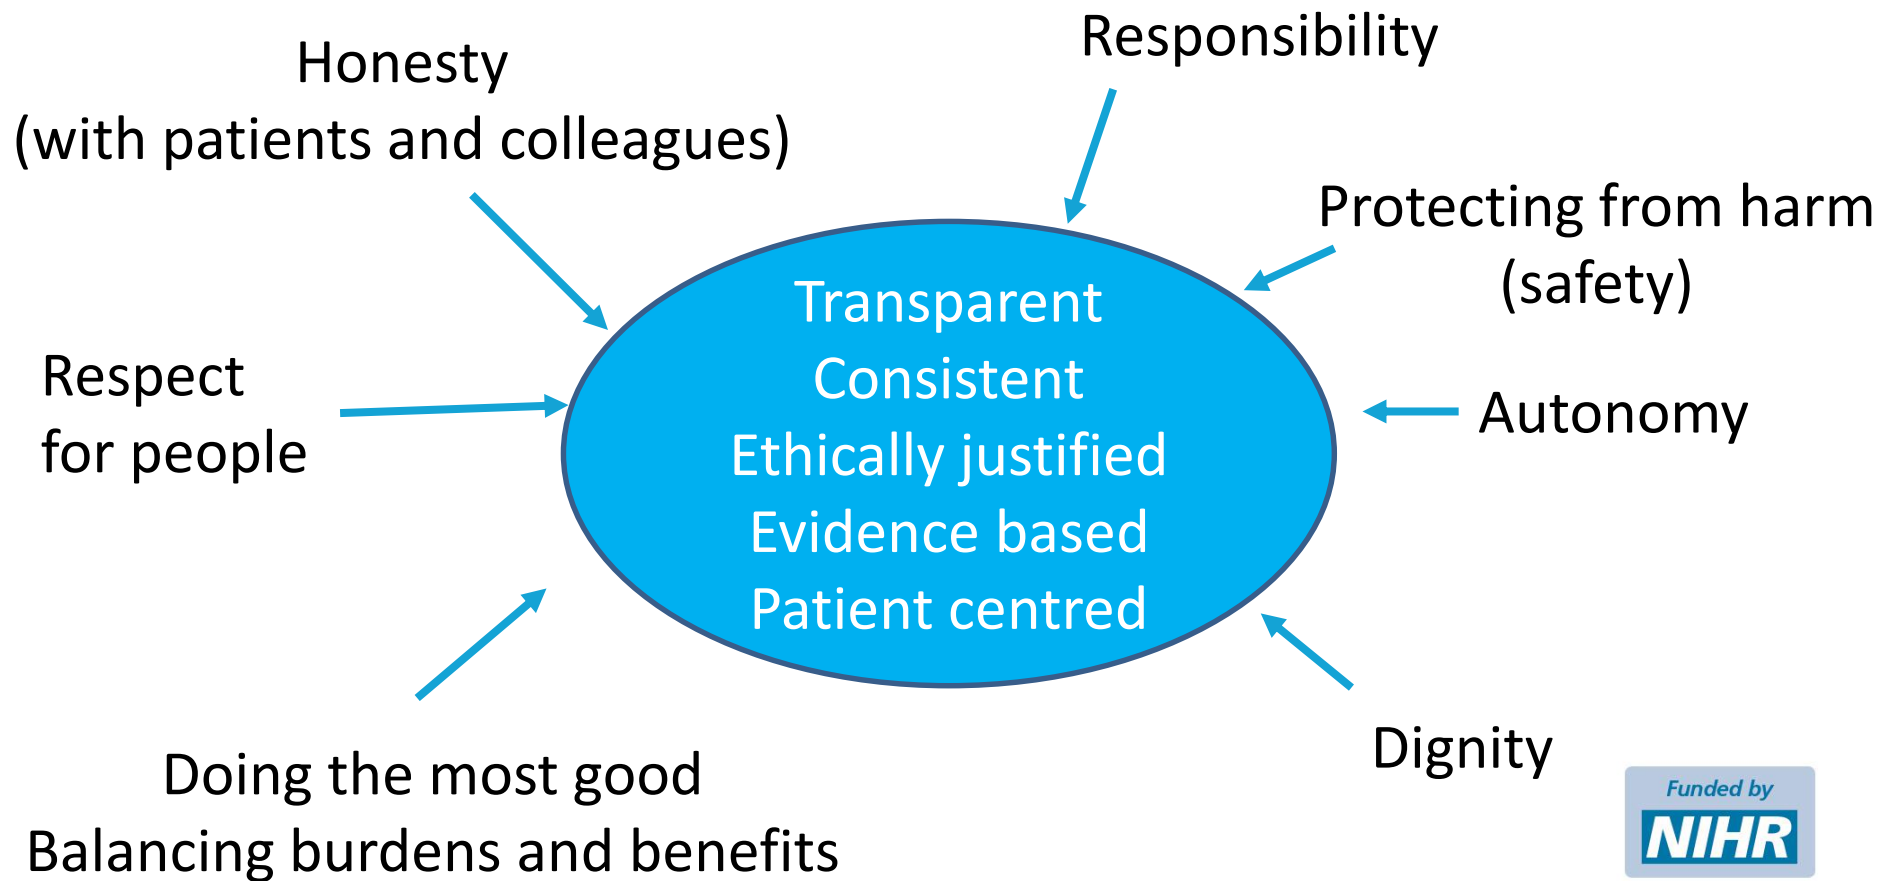 Honesty
(with patients and colleagues)
Responsibility
Protecting from harm
(safety)
Respect
for people
Transparent
Consistent
Ethically justified
Evidence based
Patient centred
Autonomy
Doing the most good
Balancing burdens and benefits
Dignity
Funded by
NIHR